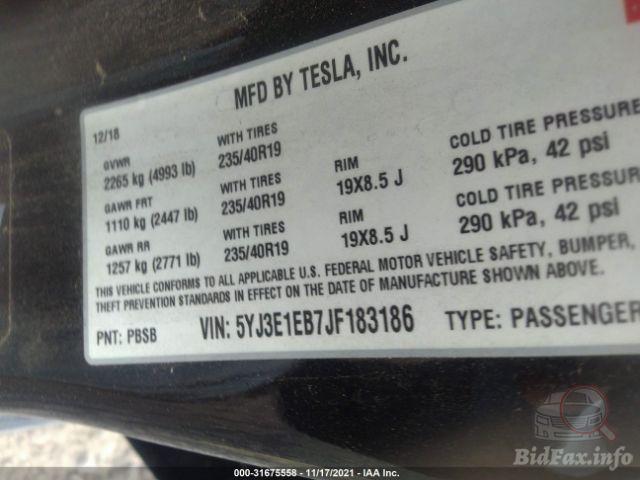 MFD BY TESLA, INC.
12/18
GVWR
2265 kg (4993 lb)
WITH TIRES
235/40R19
GAWR FRT
1110 kg (2447 lb)
WITH TIRES
235/40R19
RIM
19X8.5 J
COLD TIRE PRESSURE
290 kPa, 42 psi
GAWR RR
1257 kg (2771 lb)
WITH TIRES
235/40R19
RIM
19X8.5 J
COLD TIRE PRESSURE
290 kPa, 42 psi
THIS VEHICLE CONFORMS TO ALL APPLICABLE U.S. FEDERAL MOTOR VEHICLE SAFETY, BUMPER,
THEFT PREVENTION STANDARDS IN EFFECT ON THE DATE OF MANUFACTURE SHOWN ABOVE.
PNT: PBSB
VIN: 5YJ3E1EB7JF183186
TYPE: PASSENGER
000-31675558 - 11/17/2021 - IAA Inc.
BidFax.info